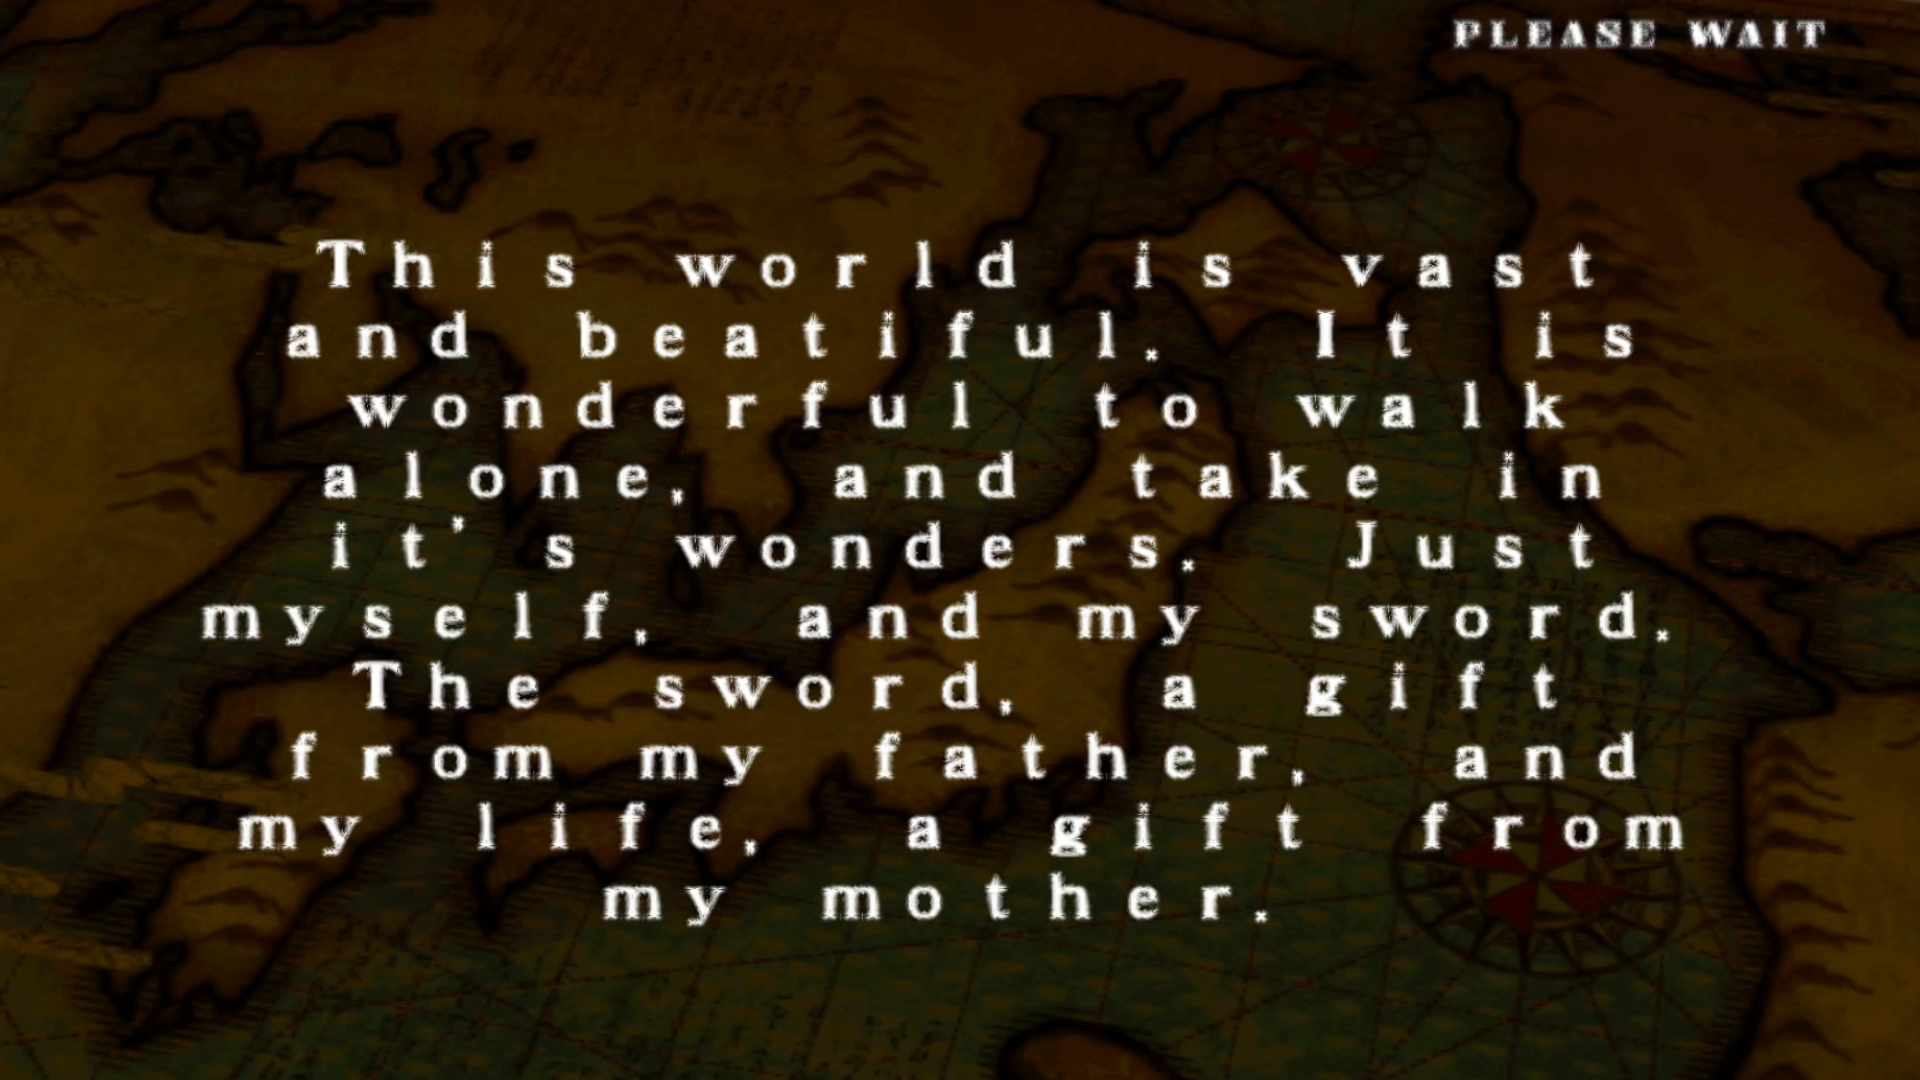 PLEASE WAIT
This world is vast
and beatiful. It is
wonderful to walk
alone, and take in
it's wonders. Just
myself, and my sword.
The sword, a gift
from my father, and
my life, a gift from
my mother.